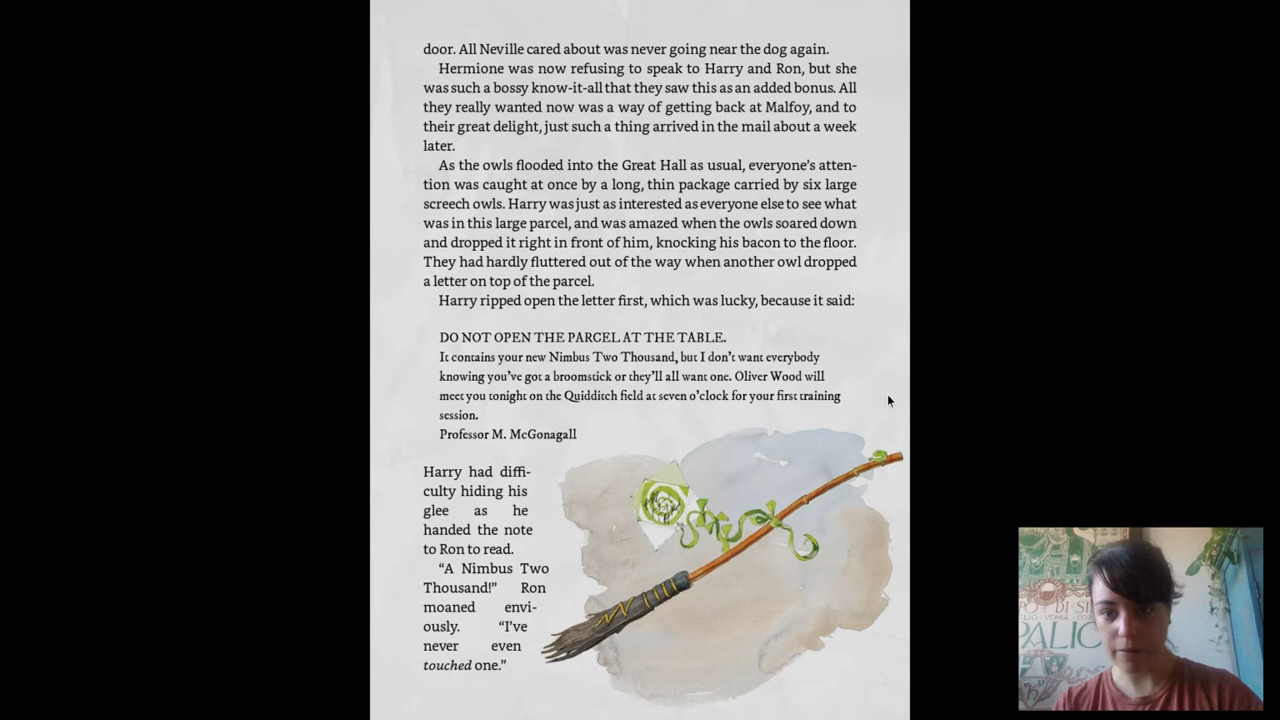 door. All Neville cared about was never going near the dog again.
Hermione was now refusing to speak to Harry and Ron, but she
was such a bossy know-it-all that they saw this as an added bonus. All
they really wanted now was a way of getting back at Malfoy, and to
their great delight, just such a thing arrived in the mail about a week
later.
As the owls flooded into the Great Hall as usual, everyone's atten-
tion was caught at once by a long, thin package carried by six large
screech owls. Harry was just as interested as everyone else to see what
was in this large parcel, and was amazed when the owls soared down
and dropped it right in front of him, knocking his bacon to the floor.
They had hardly fluttered out of the way when another owl dropped
a letter on top of the parcel.
Harry ripped open the letter first, which was lucky, because it said:
DO NOT OPEN THE PARCEL AT THE TABLE.
It contains your new Nimbus Two Thousand, but I don't want everybody
knowing you've got a broomstick or they'll all want one. Oliver Wood will
meet you tonight on the Quidditch field at seven o'clock for your first training
session.
Professor M. McGonagall
Harry had diffi-
culty hiding his
glee as he
handed the note
to Ron to read.
“A Nimbus Two
Thousand!” Ron
moaned envi-
ously. “I've
never even
touched one.”
PALIO